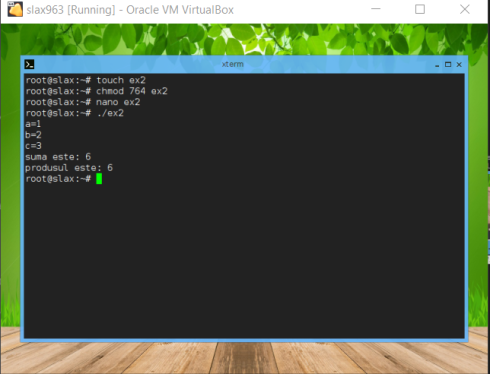 slax963 [Running] - Oracle VM VirtualBox
xterm
root@slax:~# touch ex2
root@slax:~# chmod 764 ex2
root@slax:~# nano ex2
root@slax:~# ./ex2
a=1
b=2
c=3
suma este: 6
produsul este: 6
root@slax:~#